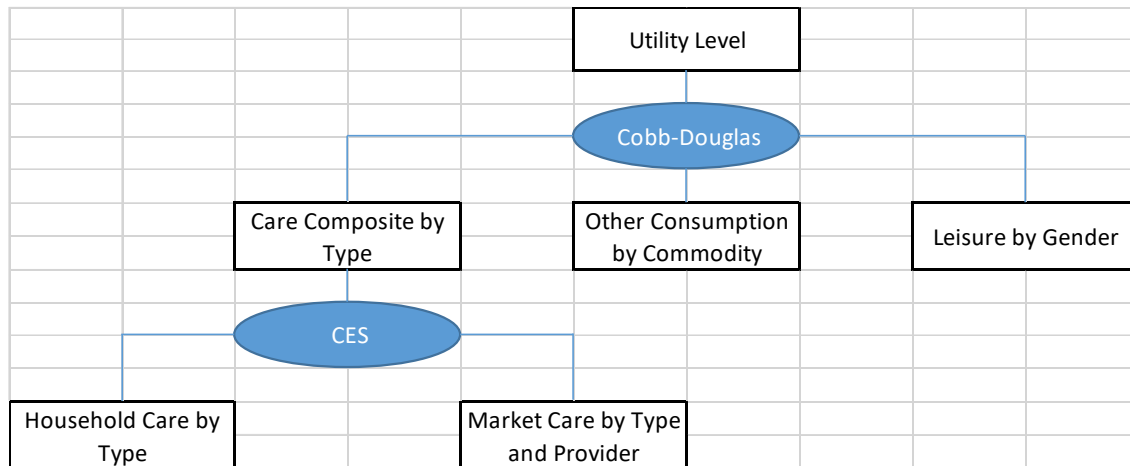 Utility Level
Cobb-Douglas
Care Composite by
Type
Other Consumption
by Commodity
Leisure by Gender
CES
Household Care by
Type
Market Care by Type
and Provider